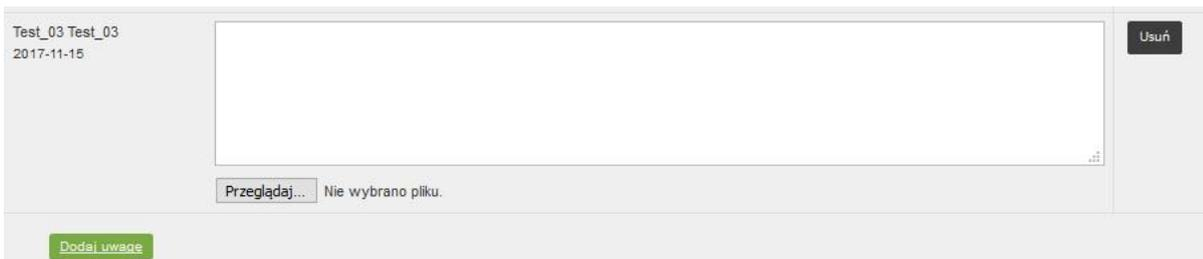 Test_03 Test_03
2017-11-15
Usuń
Przeglądaj... Nie wybrano pliku.
Dodaj uwagę